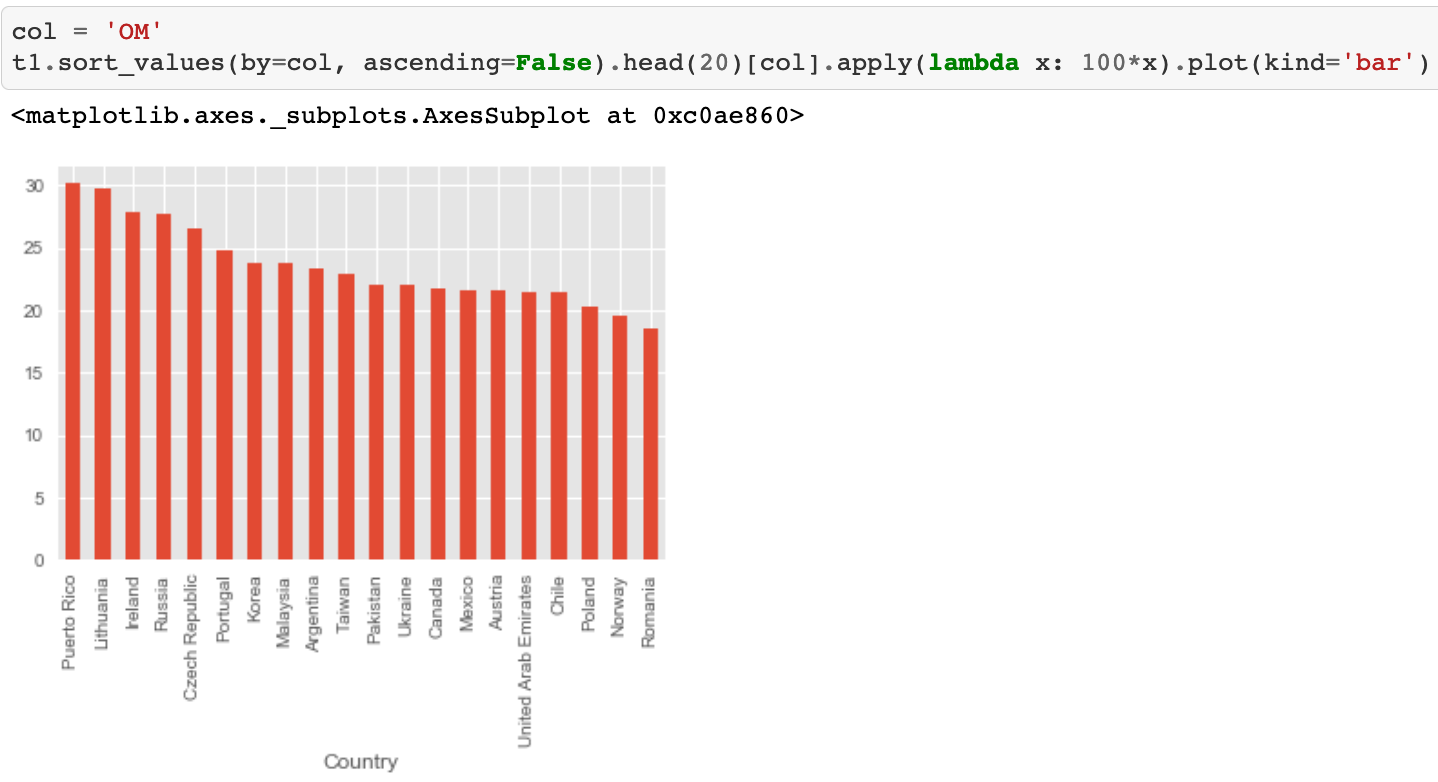 col = 'OM'
t1.sort_values(by=col, ascending=False).head(20)[col].apply(lambda x: 100*x).plot(kind='bar')
<matplotlib.axes._subplots.AxesSubplot at 0xc0ae860>
30
25
20
15
10
5
0
Puerto Rico
Lithuania
Ireland
Russia
Czech Republic
Portugal
Korea
Malaysia
Argentina
Taiwan
Pakistan
Ukraine
Canada
Mexico
Austria
United Arab Emirates
Chile
Poland
Norway
Romania
Country